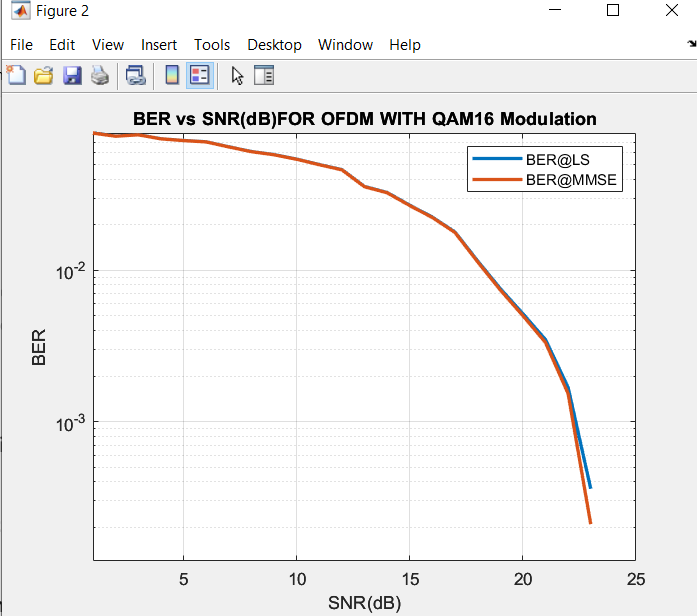 Figure 2
File Edit View Insert Tools Desktop Window Help
BER vs SNR(dB)FOR OFDM WITH QAM16 Modulation
BER@LS
BER@MMSE
10-2
BER
10-3
5 10 15 20 25
SNR(dB)